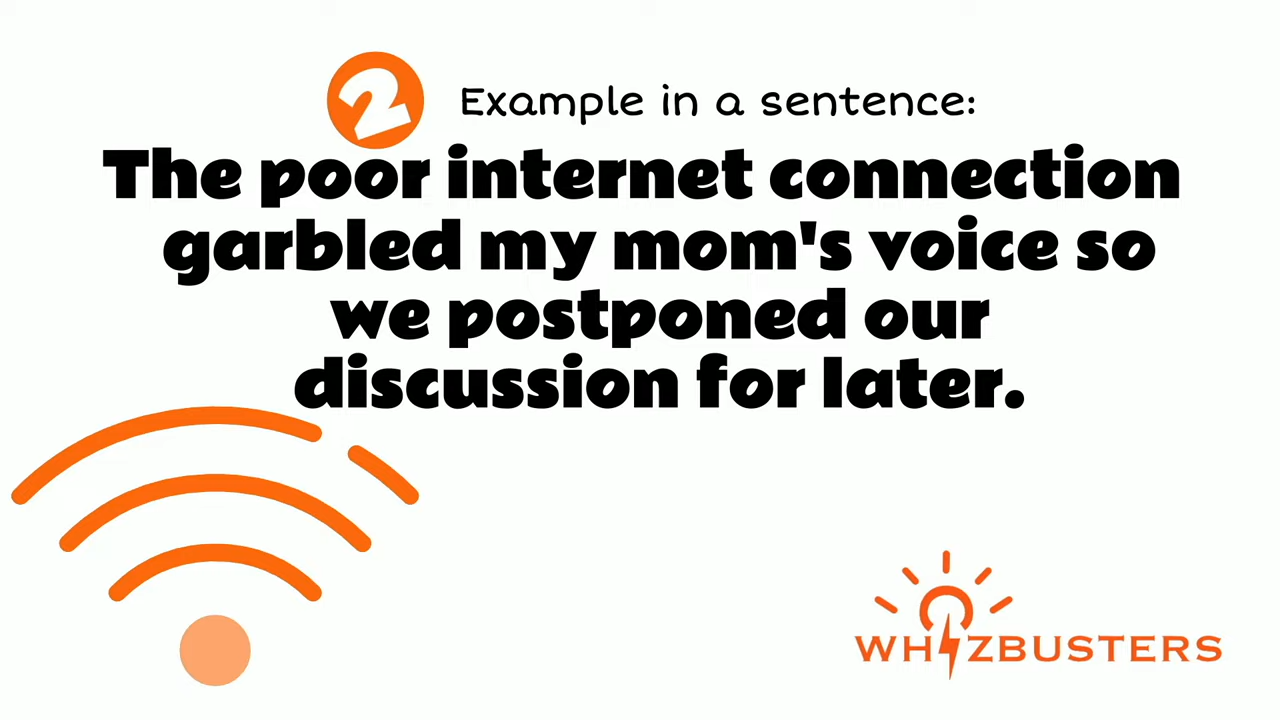 2 Example in a sentence:
The poor internet connection
garbled my mom's voice so
we postponed our
discussion for later.
WHIZBUSTERS